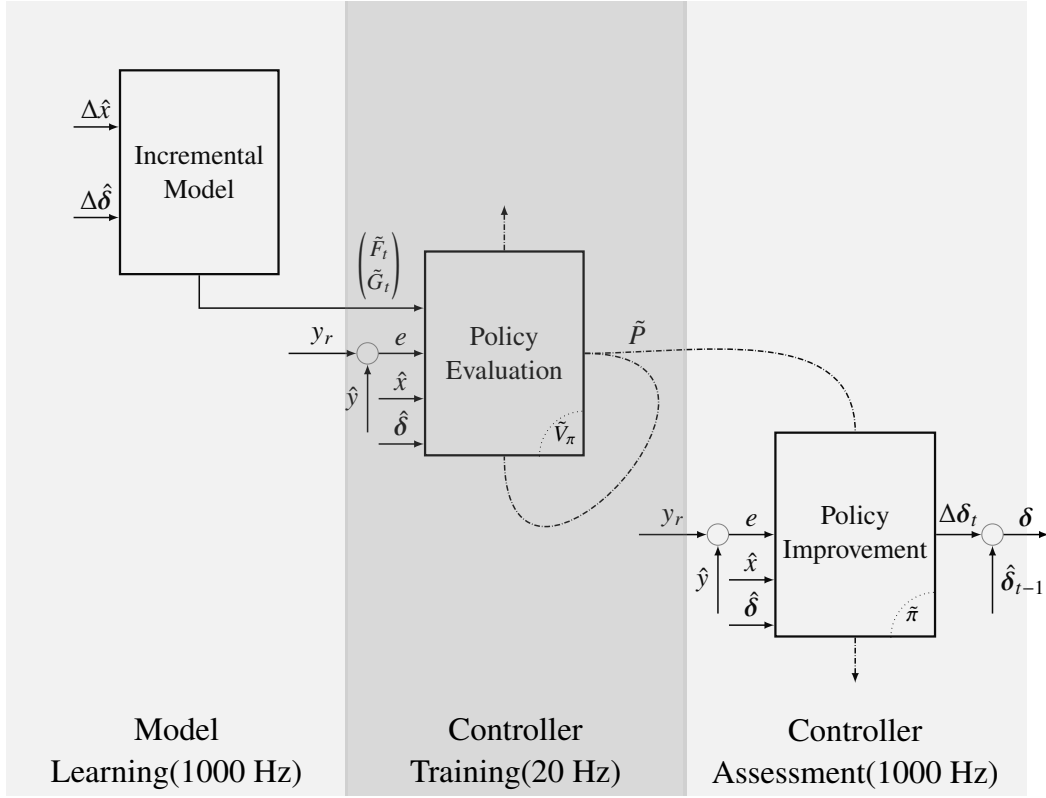 Δx̂
Incremental
Model
Δδ̂
F̃ₜ
G̃ₜ
yᵣ
e
ŷ
x̂
δ̂
Policy
Evaluation
Ṽ_π
P̃
yᵣ
e
ŷ
x̂
δ̂
Policy
Improvement
π̃
Δδₜ
δ
δ̂ₜ₋₁
Model
Learning(1000 Hz)
Controller
Training(20 Hz)
Controller
Assessment(1000 Hz)